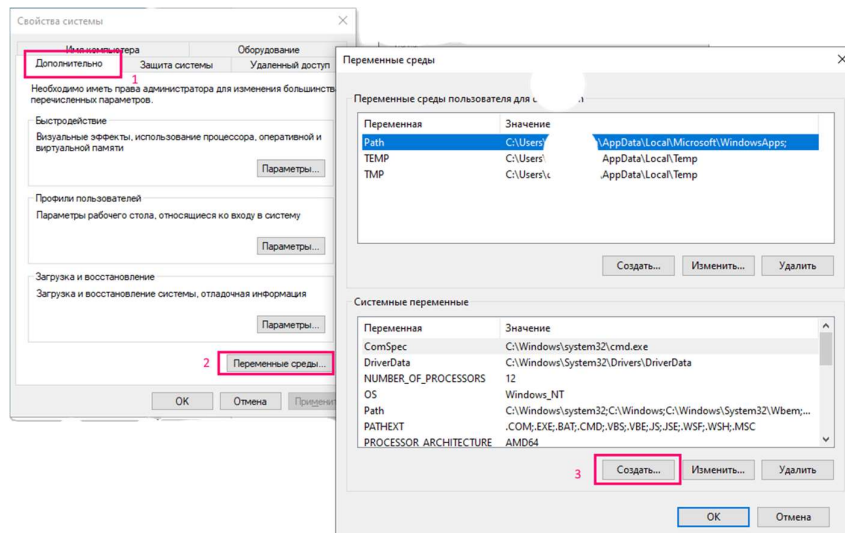 Свойства системы
Имя компьютера
Оборудование
Дополнительно
Защита системы
Удаленный доступ
1
Необходимо иметь права администратора для изменения большинств
перечисленных параметров.
Быстродействие
Визуальные эффекты, использование процессора, оперативной и
виртуальной памяти
Параметры...
Профили пользователей
Параметры рабочего стола, относящиеся ко входу в систему
Параметры...
Загрузка и восстановление
Загрузка и восстановление системы, отладочная информация
Параметры...
2
Переменные среды...
OK
Отмена
Применит
Переменные среды
Переменные среды пользователя для
Переменная Значение
Path C:\Users\ \AppData\Local\Microsoft\WindowsApps;
TEMP C:\Users\ AppData\Local\Temp
TMP C:\Users\ .AppData\Local\Temp
Создать... Изменить... Удалить
Системные переменные
Переменная Значение
ComSpec C:\Windows\system32\cmd.exe
DriverData C:\Windows\System32\Drivers\DriverData
NUMBER_OF_PROCESSORS 12
OS Windows_NT
Path C:\Windows\system32;C:\Windows;C:\Windows\System32\Wbem;...
PATHEXT .COM;.EXE;.BAT;.CMD;.VBS;.VBE;.JS;.JSE;.WSF;.WSH;.MSC
PROCESSOR_ARCHITECTURE AMD64
3
Создать... Изменить... Удалить
OK Отмена